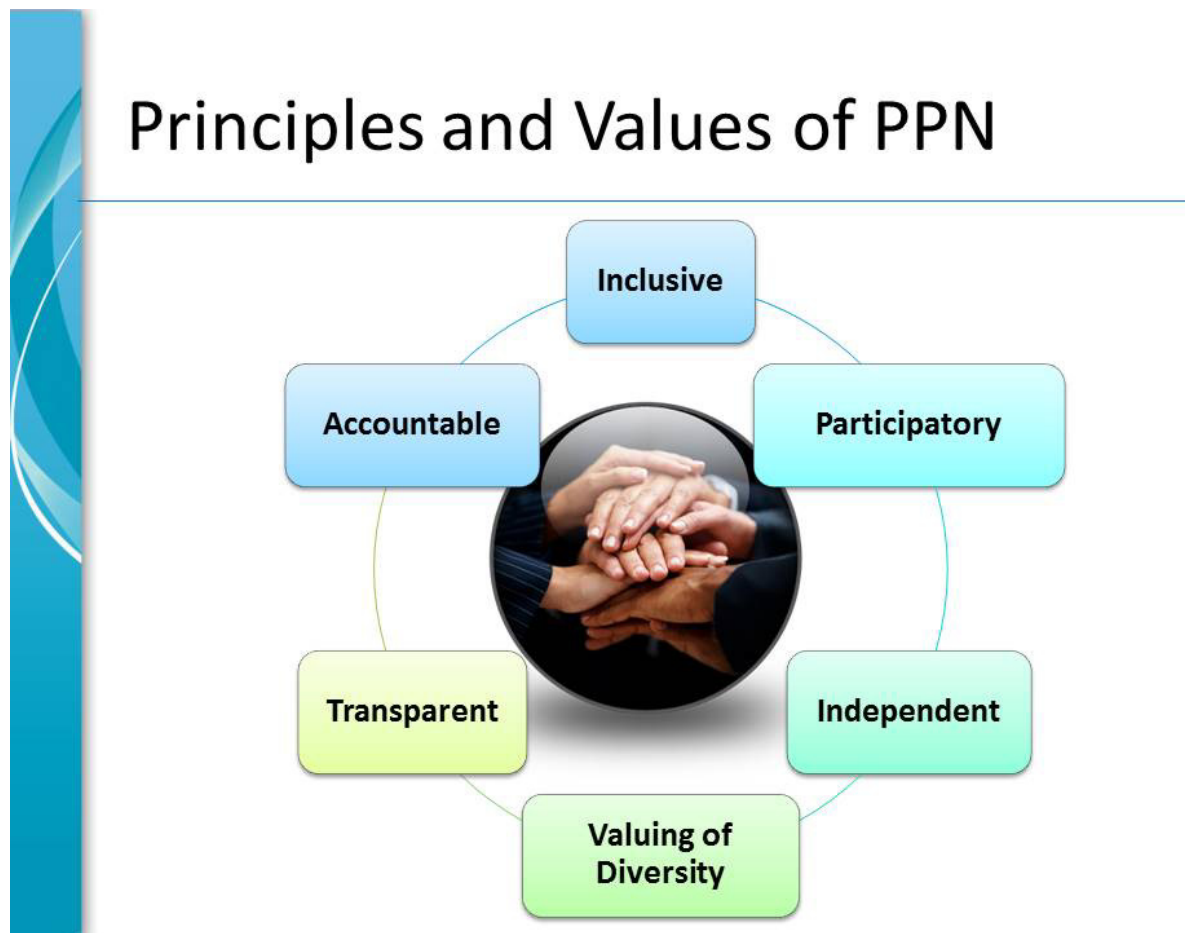 Principles and Values of PPN
Inclusive
Participatory
Independent
Valuing of
Diversity
Transparent
Accountable